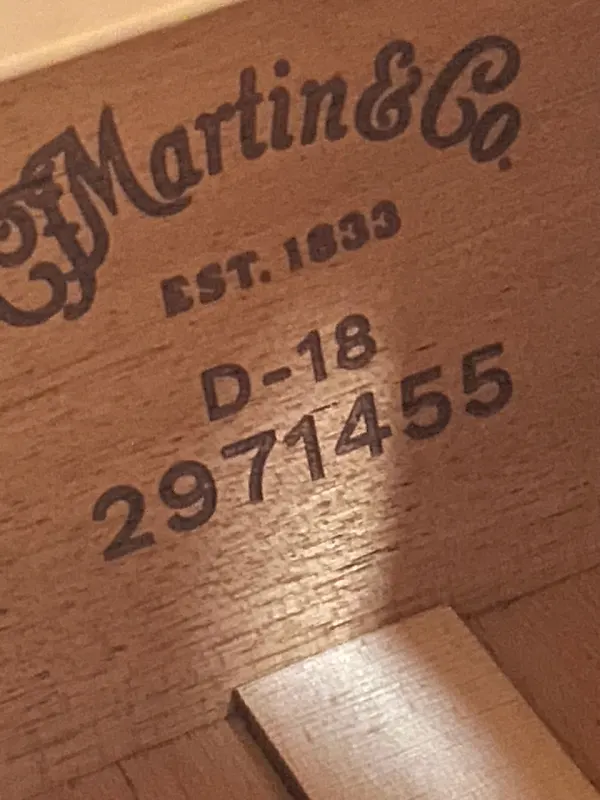 CFMartin & Co.
EST. 1833
D-18
2971455